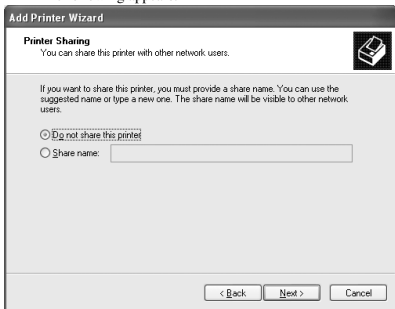 Add Printer Wizard
Printer Sharing
You can share this printer with other network users.
If you want to share this printer, you must provide a share name. You can use the
suggested name or type a new one. The share name will be visible to other network
users.
Do not share this printer
Share name:
< Back
Next >
Cancel